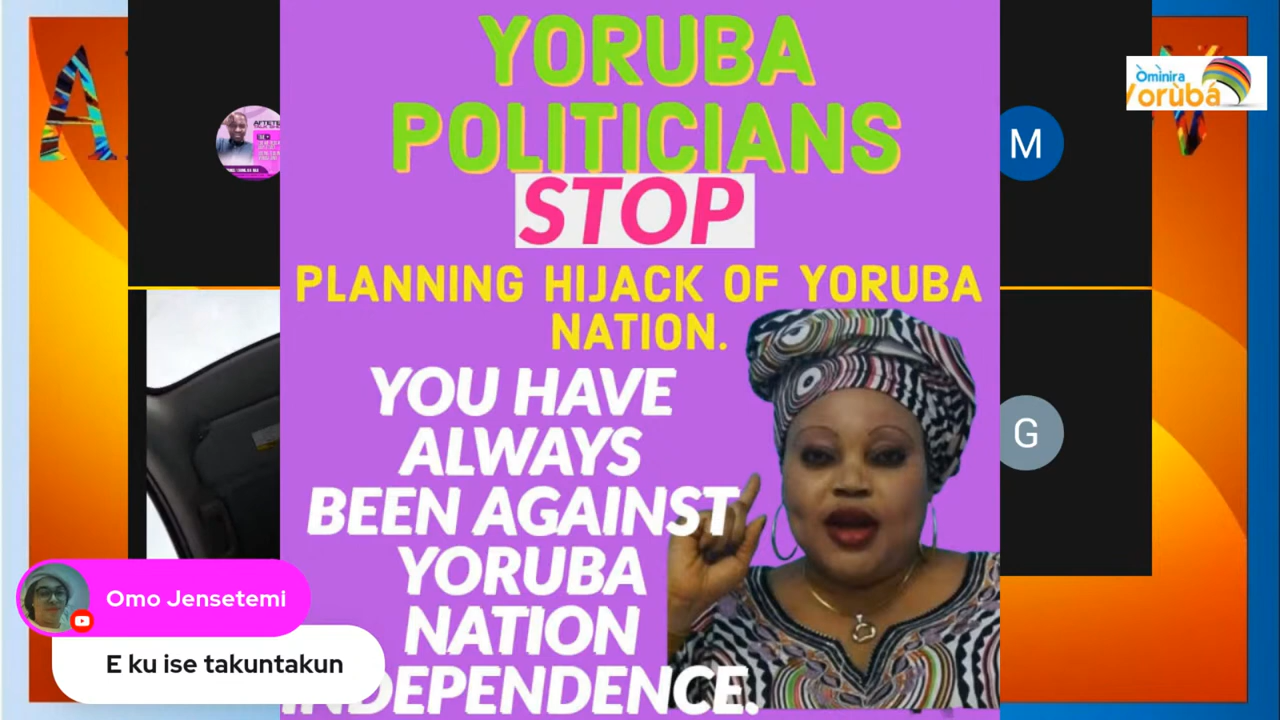 YORUBA
POLITICIANS
STOP
PLANNING HIJACK OF YORUBA
NATION.
YOU HAVE
ALWAYS
BEEN AGAINST
YORUBA
NATION
INDEPENDENCE.
Òmìnira
Yorùbá
M
G
Omo Jensetemi
E ku ise takuntakun